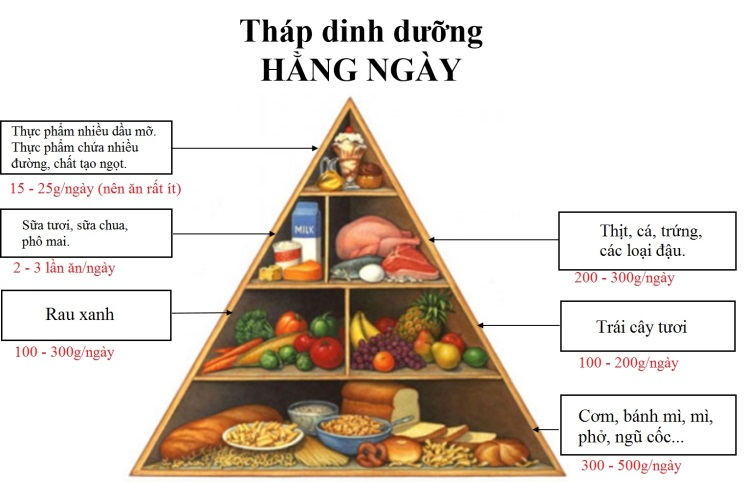 Tháp dinh dưỡng
HẰNG NGÀY
Thực phẩm nhiều dầu mỡ.
Thực phẩm chứa nhiều
đường, chất tạo ngọt.
15 - 25g/ngày (nên ăn rất ít)
Sữa tươi, sữa chua,
phô mai.
2 - 3 lần ăn/ngày
MILK
Thịt, cá, trứng,
các loại đậu.
200 - 300g/ngày
Rau xanh
100 - 300g/ngày
Trái cây tươi
100 - 200g/ngày
Cơm, bánh mì, mì,
phở, ngũ cốc...
300 - 500g/ngày